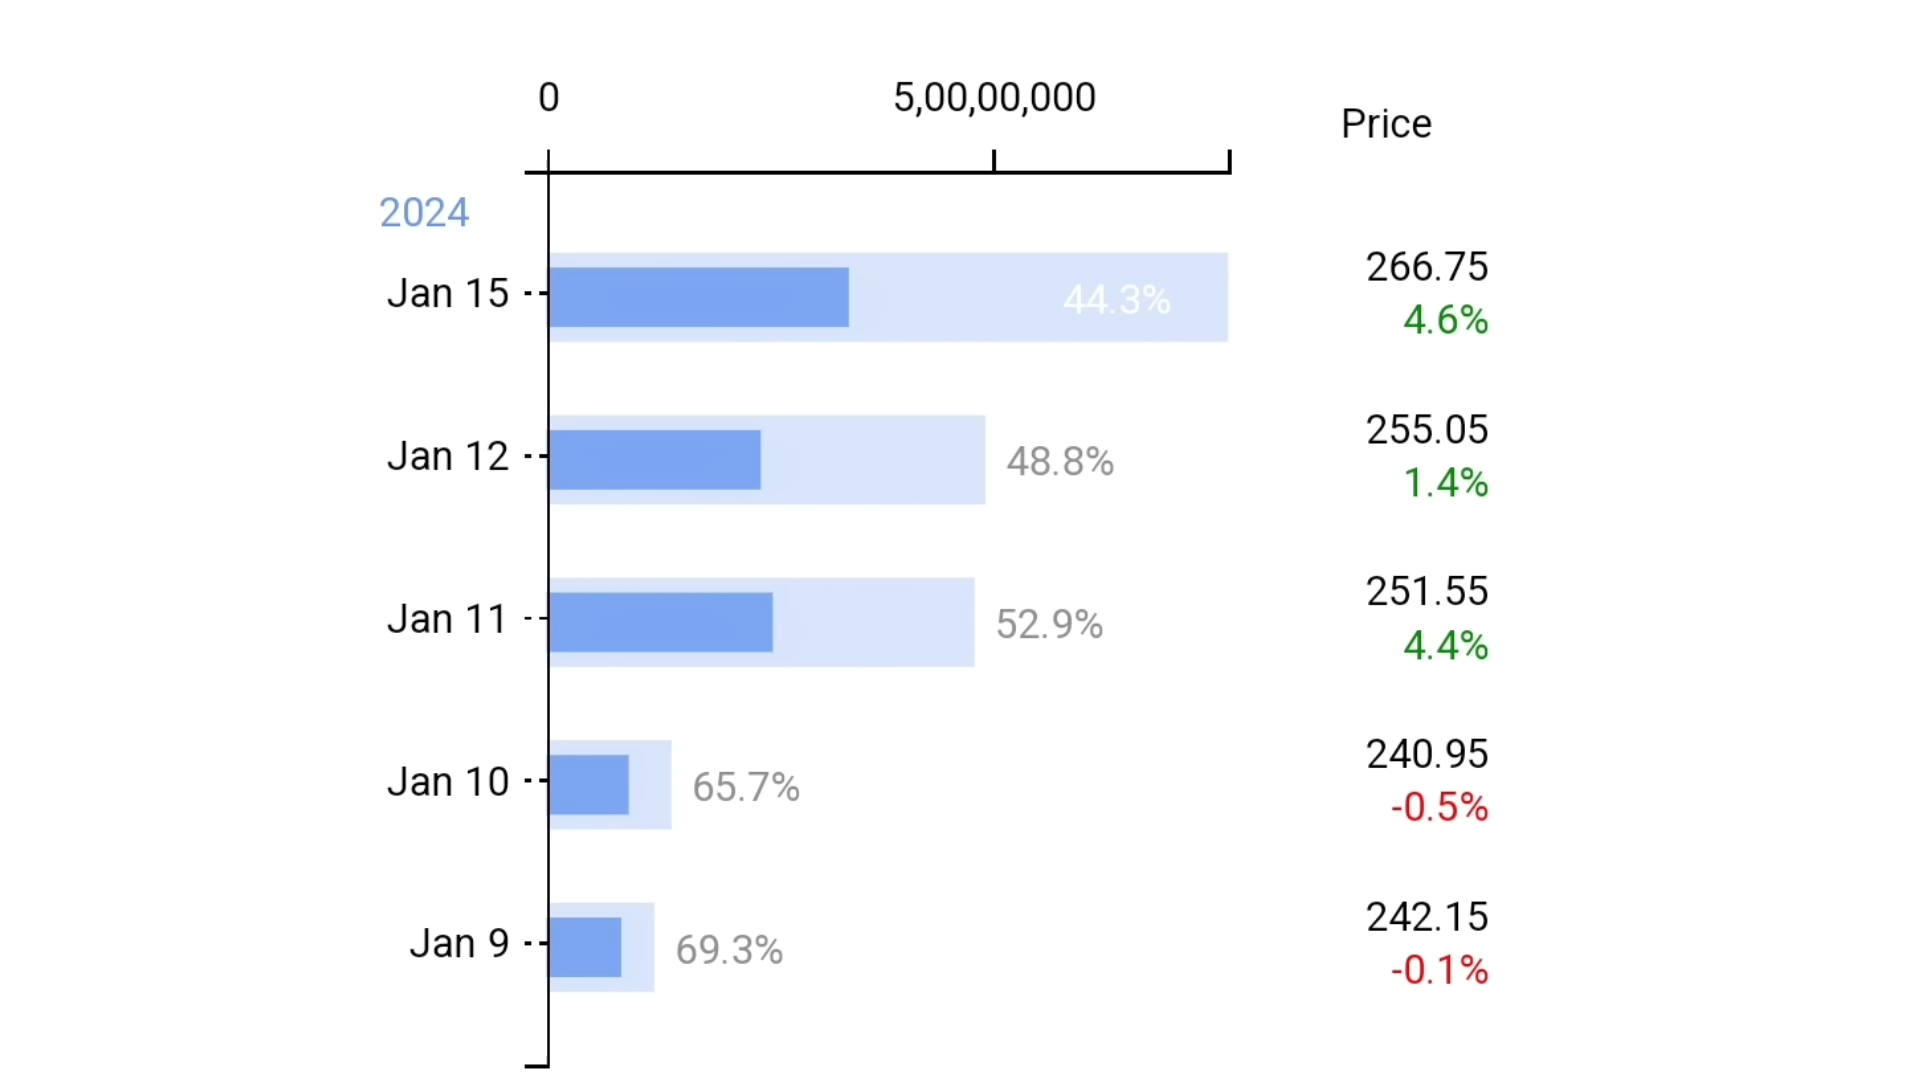 0 5,00,00,000
Price
2024
Jan 15 44.3% 266.75
4.6%
Jan 12 48.8% 255.05
1.4%
Jan 11 52.9% 251.55
4.4%
Jan 10 65.7% 240.95
-0.5%
Jan 9 69.3% 242.15
-0.1%